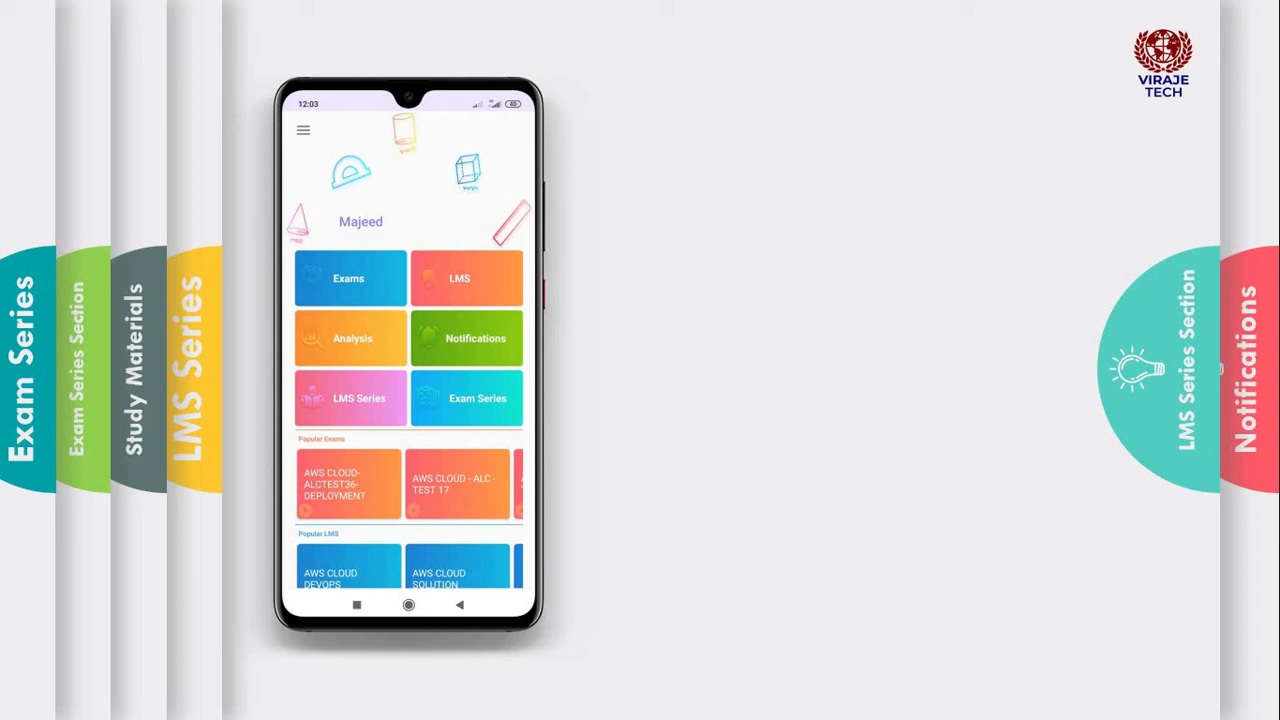 VIRAJE
TECH
Exam Series
Exam Series Section
Study Materials
LMS Series
12:03
48
Majeed
Exams
LMS
Analysis
Notifications
LMS Series
Exam Series
Popular Exams
AWS CLOUD-
ALCTEST36-
DEPLOYMENT
AWS CLOUD - ALC -
TEST 17
Popular LMS
AWS CLOUD
DEVOPS
AWS CLOUD
SOLUTION
LMS Series Section
Notifications